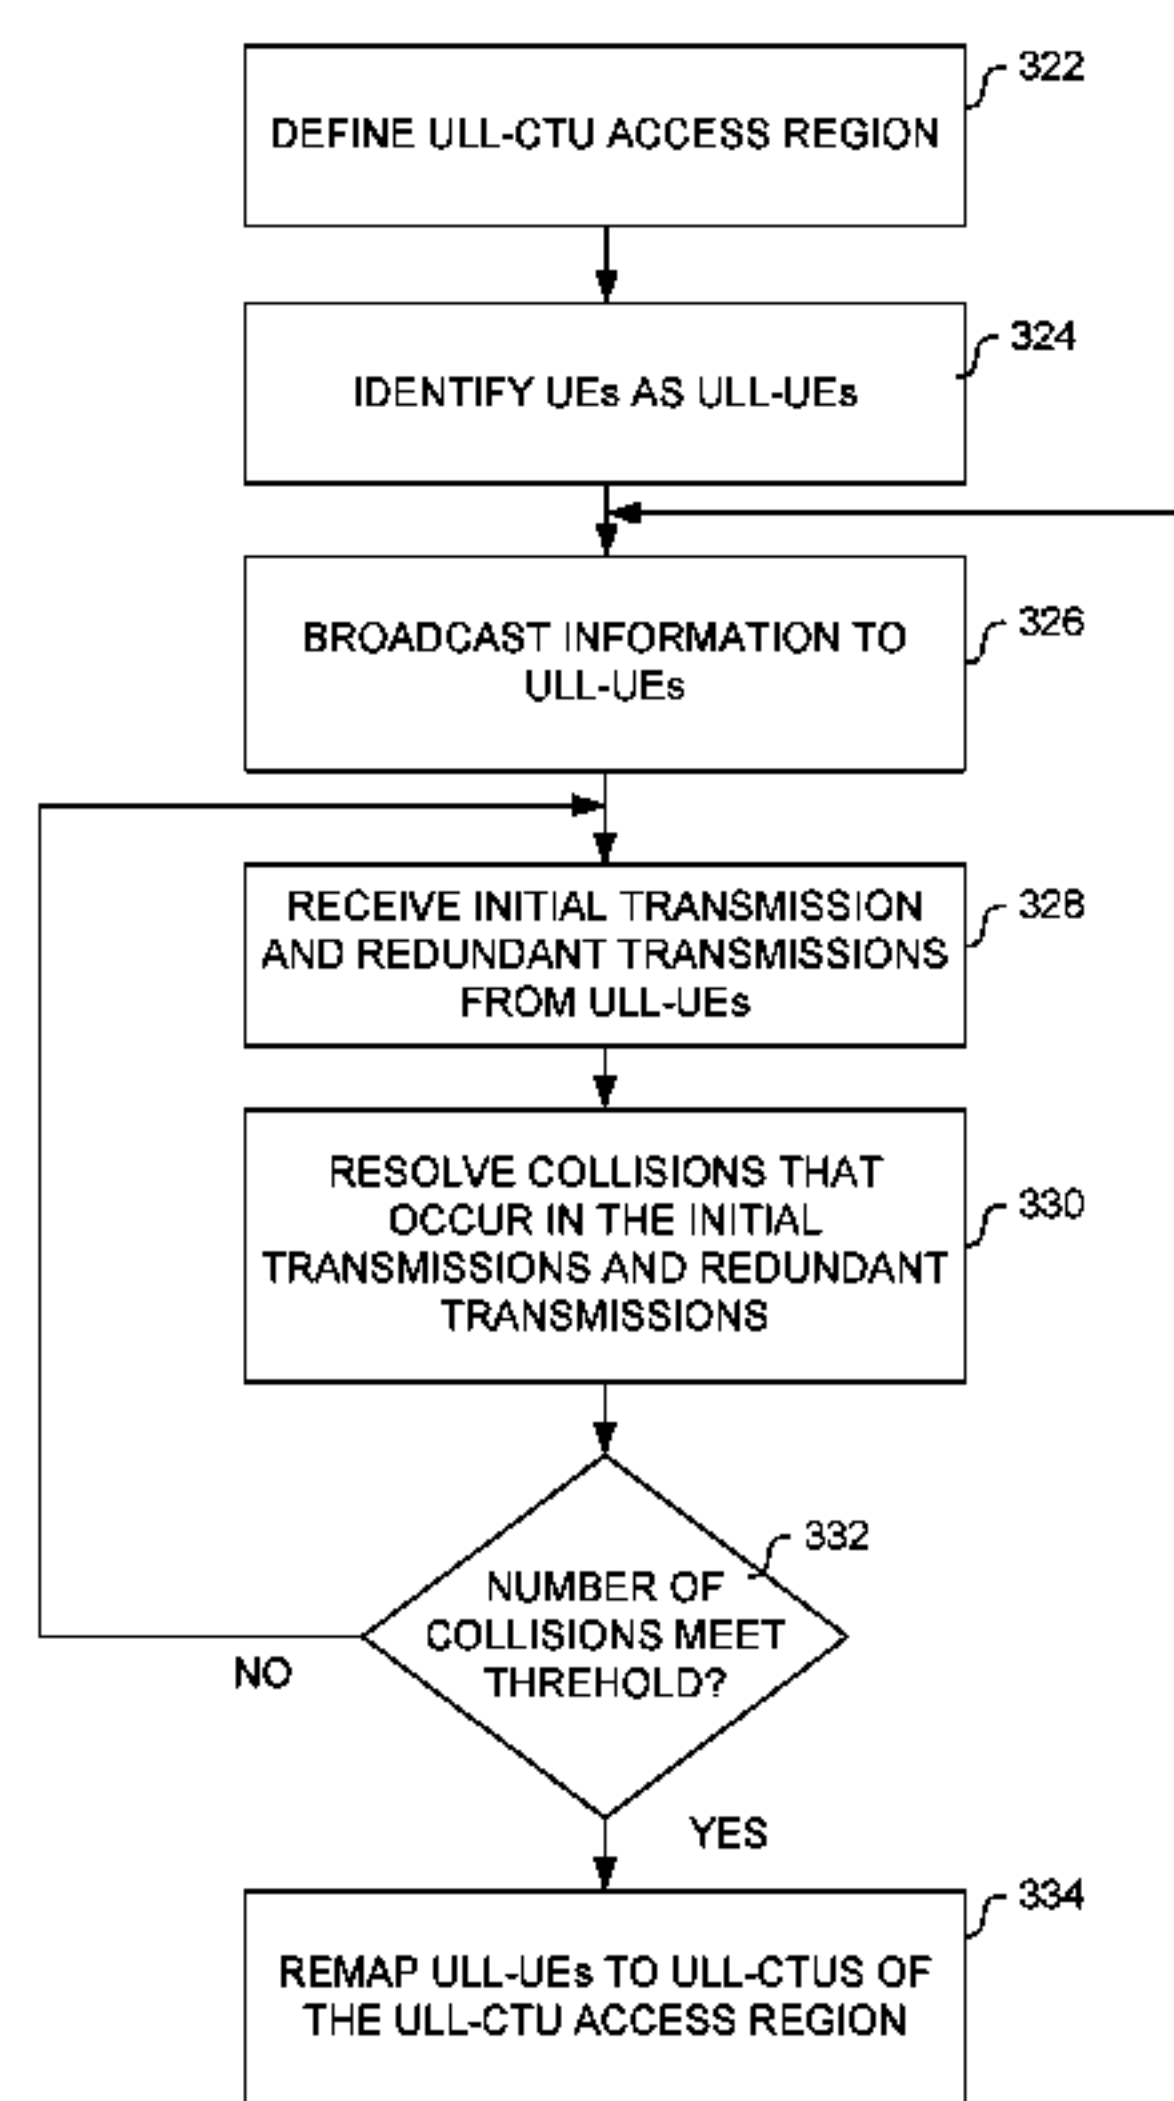 322
DEFINE ULL-CTU ACCESS REGION
324
IDENTIFY UEs AS ULL-UEs
326
BROADCAST INFORMATION TO
ULL-UEs
328
RECEIVE INITIAL TRANSMISSION
AND REDUNDANT TRANSMISSIONS
FROM ULL-UEs
330
RESOLVE COLLISIONS THAT
OCCUR IN THE INITIAL
TRANSMISSIONS AND REDUNDANT
TRANSMISSIONS
332
NUMBER OF
COLLISIONS MEET
THREHOLD?
NO
YES
334
REMAP ULL-UEs TO ULL-CTUS OF
THE ULL-CTU ACCESS REGION